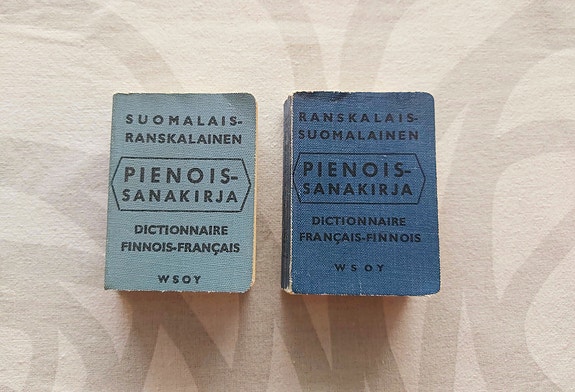 SUOMALAIS-
RANSKALAINEN
PIENOIS-
SANAKIRJA
DICTIONNAIRE
FINNOIS-FRANÇAIS
WSOY
RANSKALAIS-
SUOMALAINEN
PIENOIS-
SANAKIRJA
DICTIONNAIRE
FRANÇAIS-FINNOIS
WSOY